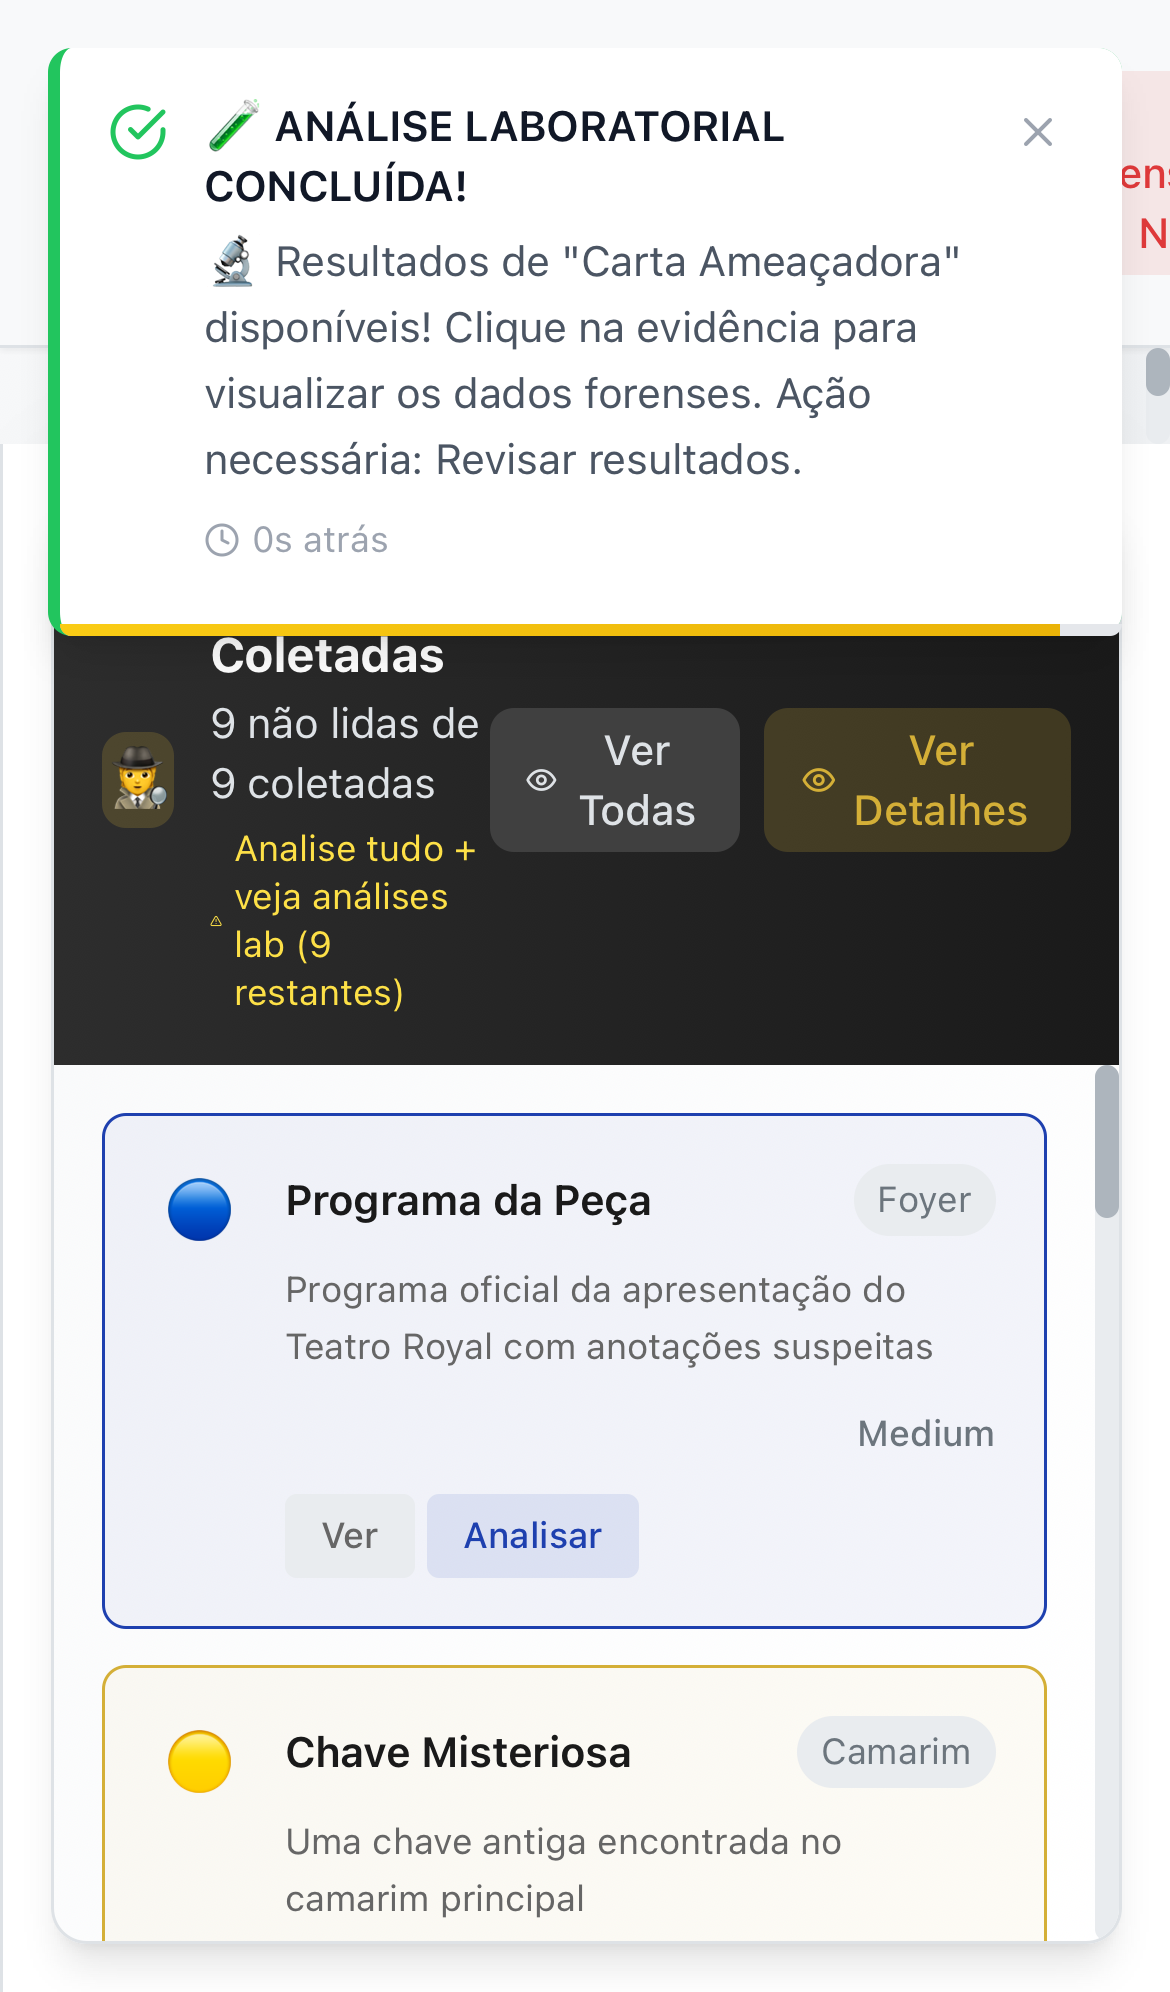 ANÁLISE LABORATORIAL
CONCLUÍDA!
Resultados de "Carta Ameaçadora"
disponíveis! Clique na evidência para
visualizar os dados forenses. Ação
necessária: Revisar resultados.
0s atrás
Coletadas
9 não lidas de
9 coletadas
Analise tudo +
veja análises
lab (9
restantes)
Ver
Todas
Ver
Detalhes
Programa da Peça
Foyer
Programa oficial da apresentação do
Teatro Royal com anotações suspeitas
Medium
Ver
Analisar
Chave Misteriosa
Camarim
Uma chave antiga encontrada no
camarim principal